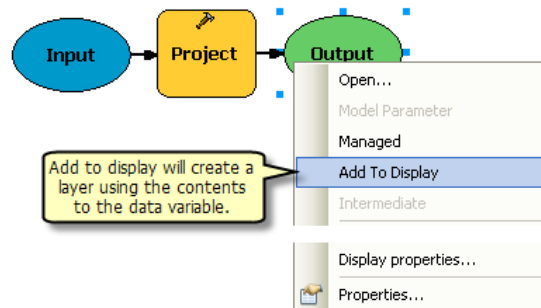 Input
Project
Output
Open...
Model Parameter
Managed
Add To Display
Intermediate
Display properties...
Properties...
Add to display will create a
layer using the contents
to the data variable.